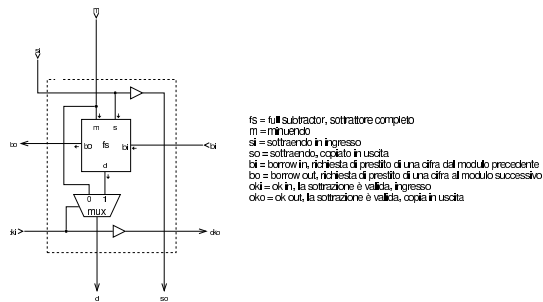 m
si
m s
bo fs bi
d
bo
bi
0 1
mux
oki
oko
d
so
fs = full subtractor, sottrattore completo
m = minuendo
si = sottraendo in ingresso
so = sottraendo, copiato in uscita
bi = borrow in, richiesta di prestito di una cifra dal modulo precedente
bo = borrow out, richiesta di prestito di una cifra al modulo successivo
oki = ok in, la sottrazione è valida, ingresso
oko = ok out, la sottrazione è valida, copia in uscita